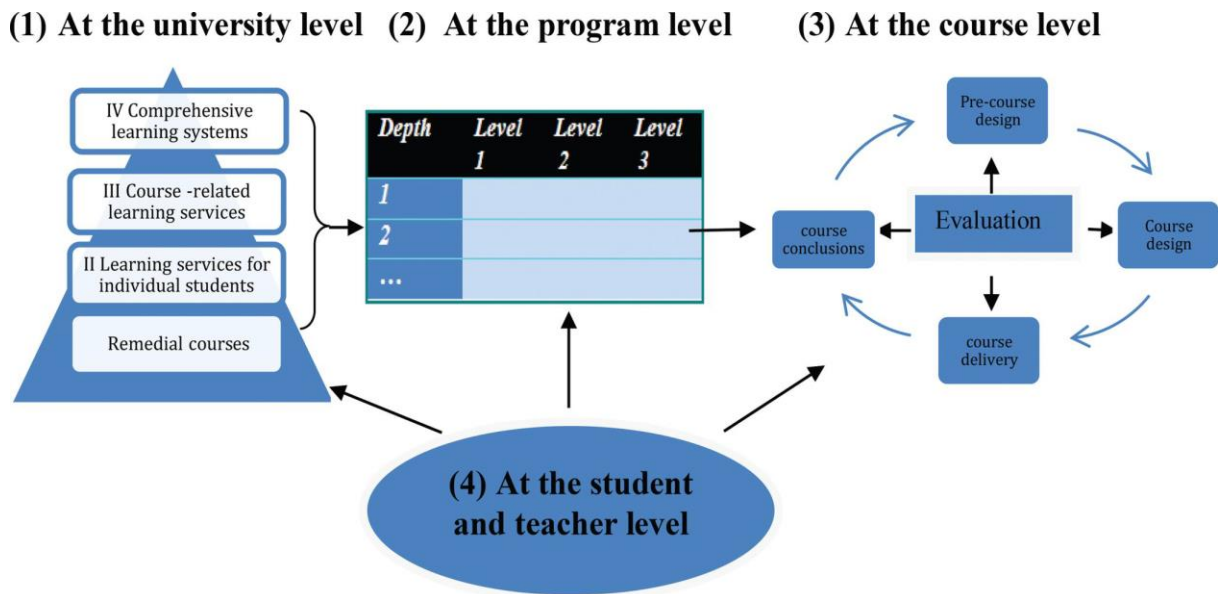 (1) At the university level
(2) At the program level
(3) At the course level
IV Comprehensive
learning systems
III Course -related
learning services
II Learning services for
individual students
Remedial courses
Depth Level Level Level
1 2 3
1
2
...
Pre-course
design
Evaluation
course
conclusions
Course
design
course
delivery
(4) At the student
and teacher level